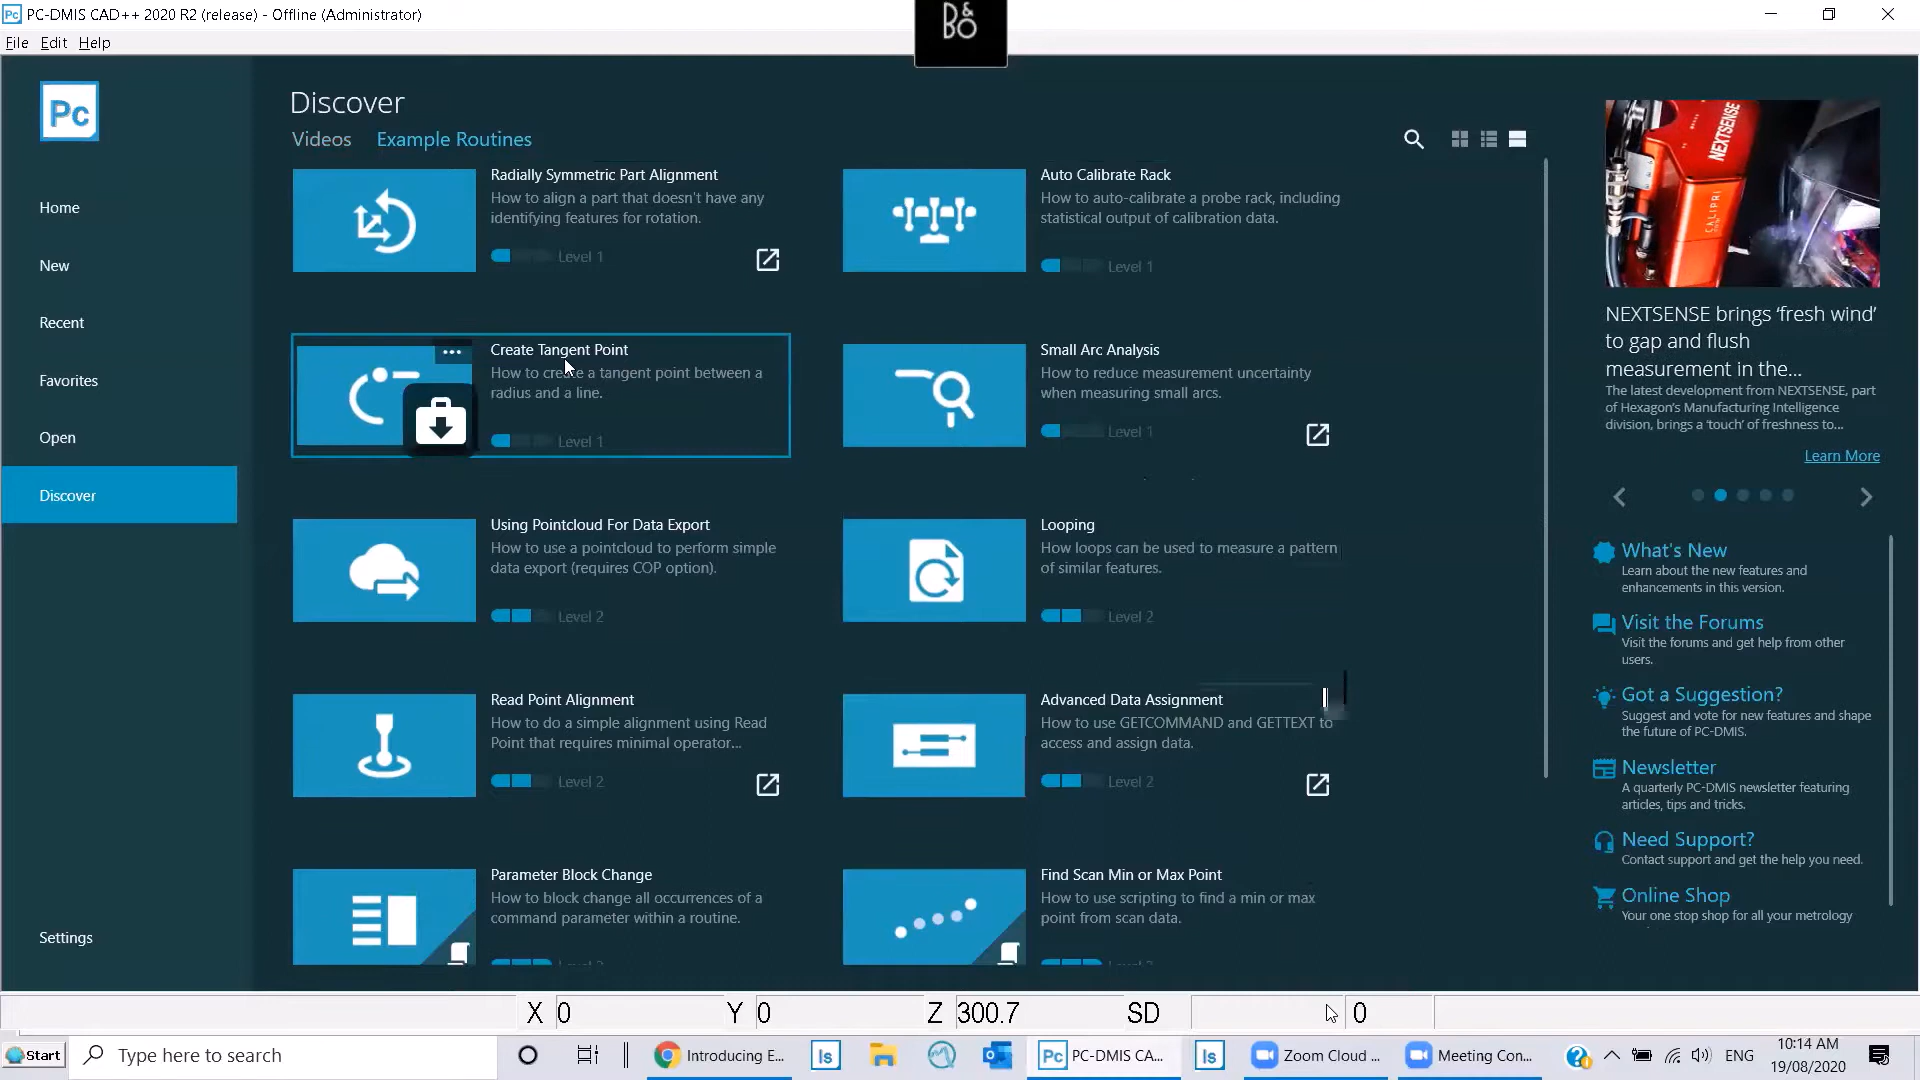 PC-DMIS CAD++ 2020 R2 (release) - Offline (Administrator)
B&O
File Edit Help
Pc
Home
New
Recent
Favorites
Open
Discover
Settings
Discover
Videos Example Routines
Radially Symmetric Part Alignment
How to align a part that doesn't have any
identifying features for rotation.
Level 1
Auto Calibrate Rack
How to auto-calibrate a probe rack, including
statistical output of calibration data.
Level 1
Create Tangent Point
How to create a tangent point between a
radius and a line.
Level 1
Small Arc Analysis
How to reduce measurement uncertainty
when measuring small arcs.
Level 1
Using Pointcloud For Data Export
How to use a pointcloud to perform simple
data export (requires COP option).
Level 2
Looping
How loops can be used to measure a pattern
of similar features.
Level 2
Read Point Alignment
How to do a simple alignment using Read
Point that requires minimal operator...
Level 2
Advanced Data Assignment
How to use GETCOMMAND and GETTEXT to
access and assign data.
Level 2
Parameter Block Change
How to block change all occurrences of a
command parameter within a routine.
Find Scan Min or Max Point
How to use scripting to find a min or max
point from scan data.
NEXTSENSE
CALIPRI
NEXTSENSE brings ‘fresh wind’
to gap and flush
measurement in the...
The latest development from NEXTSENSE, part
of Hexagon's Manufacturing Intelligence
division, brings a ‘touch’ of freshness to...
Learn More
What's New
Learn about the new features and
enhancements in this version.
Visit the Forums
Visit the forums and get help from other
users.
Got a Suggestion?
Suggest and vote for new features and shape
the future of PC-DMIS.
Newsletter
A quarterly PC-DMIS newsletter featuring
articles, tips and tricks.
Need Support?
Contact support and get the help you need.
Online Shop
Your one stop shop for all your metrology
X 0 Y 0 Z 300.7 SD 0
Start Type here to search Introducing E... Is Pc PC-DMIS CA... Is Zoom Cloud ... Meeting Con... ENG 10:14 AM
19/08/2020